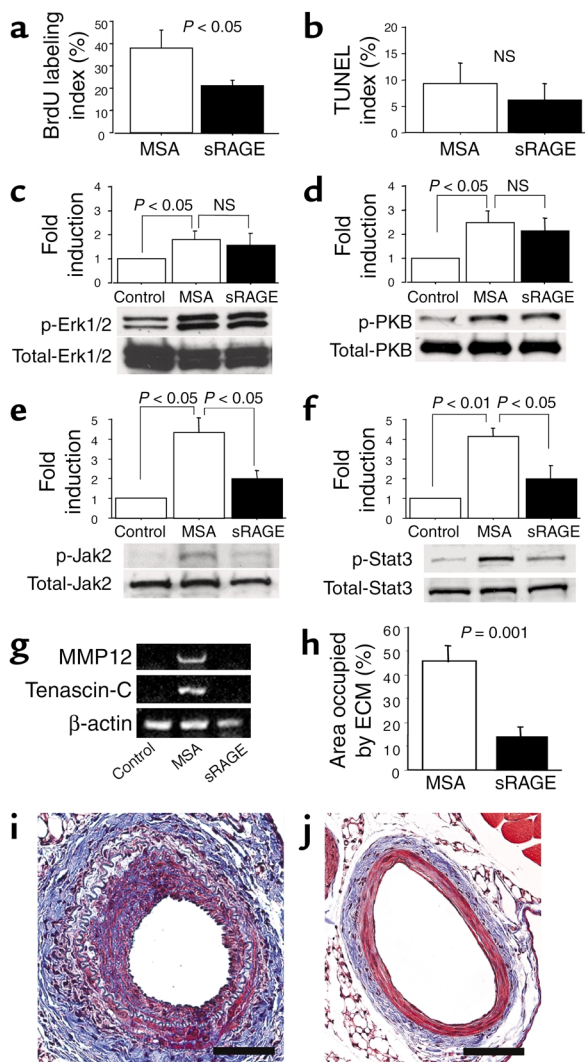 a
BrdU labeling
index (%)
50
40
30
20
10
0
P < 0.05
MSA sRAGE
b
TUNEL
index (%)
20
15
10
5
0
NS
MSA sRAGE
c
Fold
induction
4
3
2
1
0
P < 0.05 NS
Control MSA sRAGE
p-Erk1/2
Total-Erk1/2
d
Fold
induction
4
3
2
1
0
P < 0.05 NS
Control MSA sRAGE
p-PKB
Total-PKB
e
Fold
induction
5
4
3
2
1
0
P < 0.05 P < 0.05
Control MSA sRAGE
p-Jak2
Total-Jak2
f
Fold
induction
5
4
3
2
1
0
P < 0.01 P < 0.05
Control MSA sRAGE
p-Stat3
Total-Stat3
g
MMP12
Tenascin-C
β-actin
Control MSA sRAGE
h
Area occupied
by ECM (%)
60
50
40
30
20
10
0
P = 0.001
MSA sRAGE
i
j